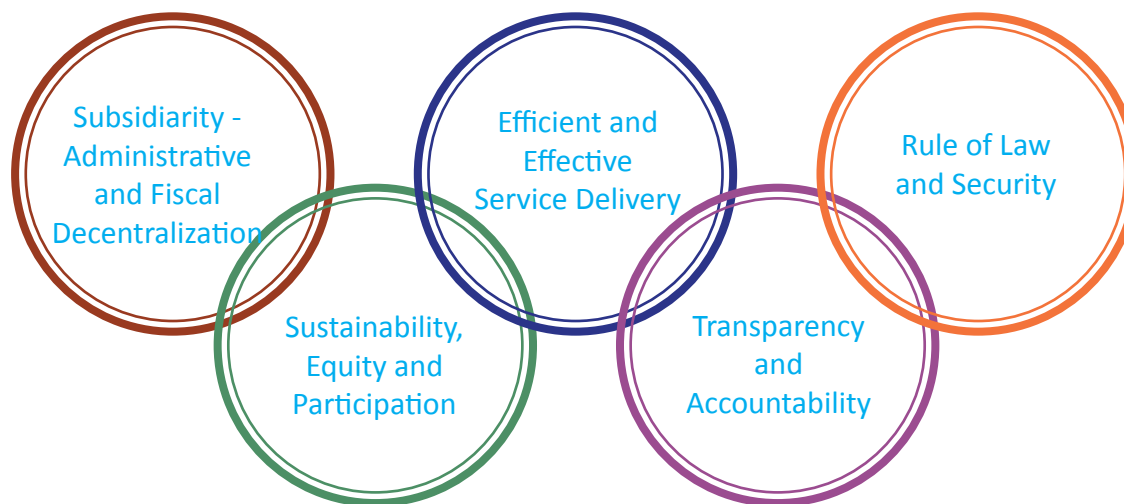 Subsidiarity -
Administrative
and Fiscal
Decentralization
Sustainability,
Equity and
Participation
Efficient and
Effective
Service Delivery
Transparency
and
Accountability
Rule of Law
and Security